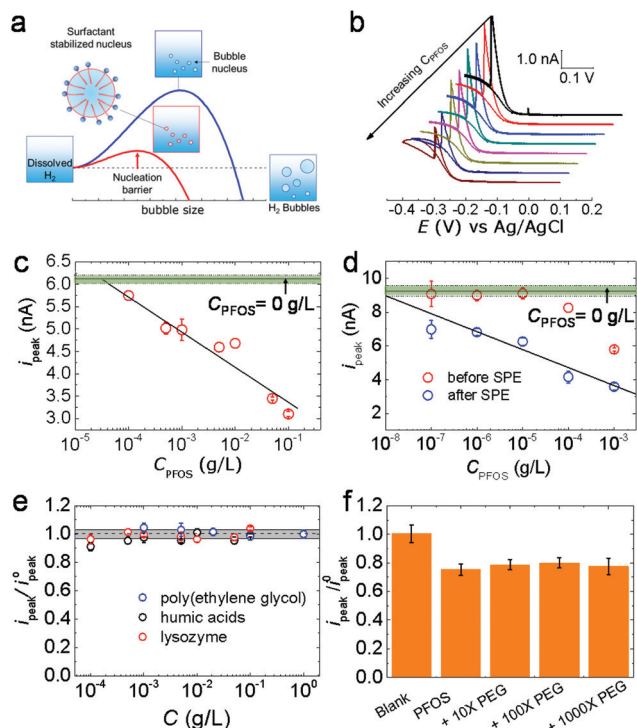 a
Surfactant
stabilized nucleus
Bubble
nucleus
Dissolved
H2
Nucleation
barrier
H2 Bubbles
bubble size
b
Increasing CPFOS
1.0 nA
0.1 V
-0.4 -0.3 -0.2 -0.1 0.0 0.1 0.2
E (V) vs Ag/AgCl
c
6.5
6.0
5.5
5.0
4.5
4.0
3.5
3.0
ipeak (nA)
CPFOS= 0 g/L
10-5 10-4 10-3 10-2 10-1 100
CPFOS (g/L)
d
10
8
6
4
2
0
ipeak (nA)
CPFOS= 0 g/L
before SPE
after SPE
10-8 10-7 10-6 10-5 10-4 10-3
CPFOS (g/L)
e
1.2
1.0
0.8
0.6
0.4
0.2
0.0
ipeak/iopeak
poly(ethylene glycol)
humic acids
lysozyme
10-4 10-3 10-2 10-1 100
C (g/L)
f
1.2
1.0
0.8
0.6
0.4
0.2
0.0
ipeak/iopeak
Blank
PFOS
+ 10X PEG
+ 100X PEG
+ 1000X PEG